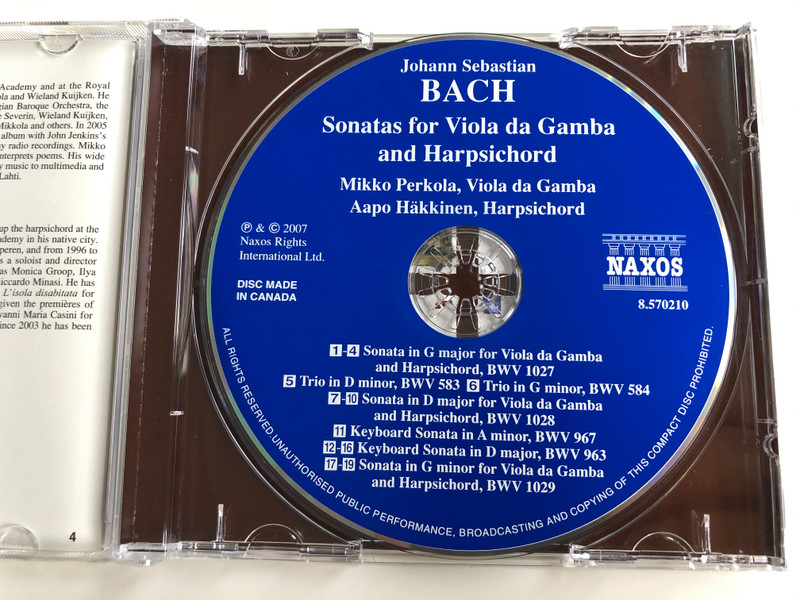 Academy and at the Royal
ola and Wieland Kuijken. He
gian Baroque Orchestra, the
e Severin, Wieland Kuijken,
Mikkola and others. In 2005
album with John Jenkins's
y radio recordings. Mikko
nterprets poems. His wide
y music to multimedia and
Lahti.
up the harpsichord at the
ademy in his native city.
peren, and from 1996 to
s a soloist and director
as Monica Groop, Ilya
iccardo Minasi. He has
L'isola disabitata for
given the premières of
vanni Maria Casini for
ince 2003 he has been
4
Johann Sebastian
BACH
Sonatas for Viola da Gamba
and Harpsichord
Mikko Perkola, Viola da Gamba
Aapo Häkkinen, Harpsichord
℗ & © 2007
Naxos Rights
International Ltd.
DISC MADE
IN CANADA
NAXOS
8.570210
1-4 Sonata in G major for Viola da Gamba
and Harpsichord, BWV 1027
5 Trio in D minor, BWV 583 6 Trio in G minor, BWV 584
7-10 Sonata in D major for Viola da Gamba
and Harpsichord, BWV 1028
11 Keyboard Sonata in A minor, BWV 967
12-16 Keyboard Sonata in D major, BWV 963
17-19 Sonata in G minor for Viola da Gamba
and Harpsichord, BWV 1029
ALL RIGHTS RESERVED.UNAUTHORISED PUBLIC PERFORMANCE, BROADCASTING AND COPYING OF THIS COMPACT DISC PROHIBITED.